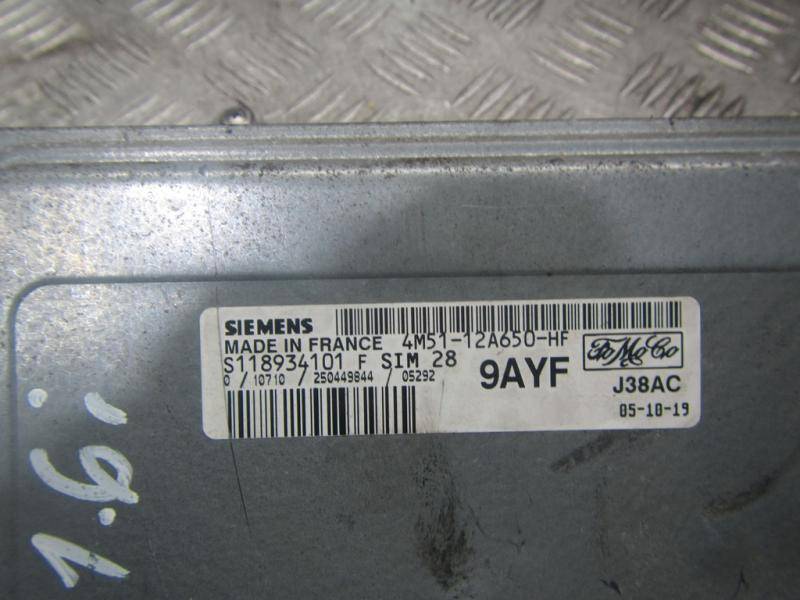 SIEMENS
MADE IN FRANCE 4M51-12A650-HF
S118934101 F SIM 28
0 / 10710 / 250449844 / 05292
9AYF
FoMoCo
J38AC
05-10-19
1.6i